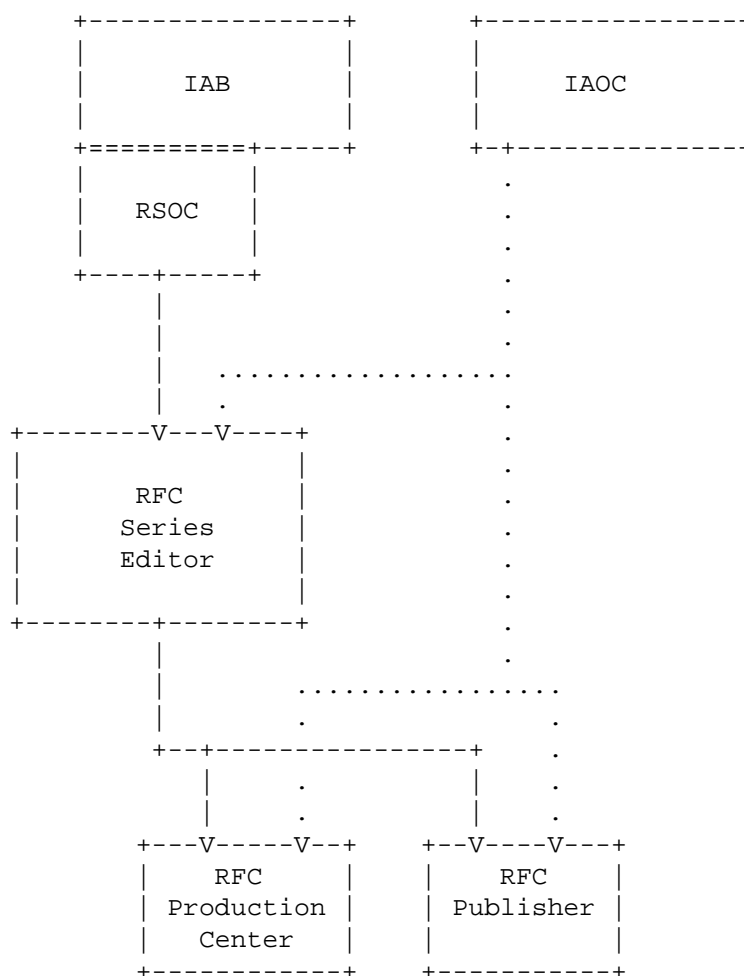 IAB
IAOC
RSOC
RFC
Series
Editor
RFC
Production
Center
RFC
Publisher